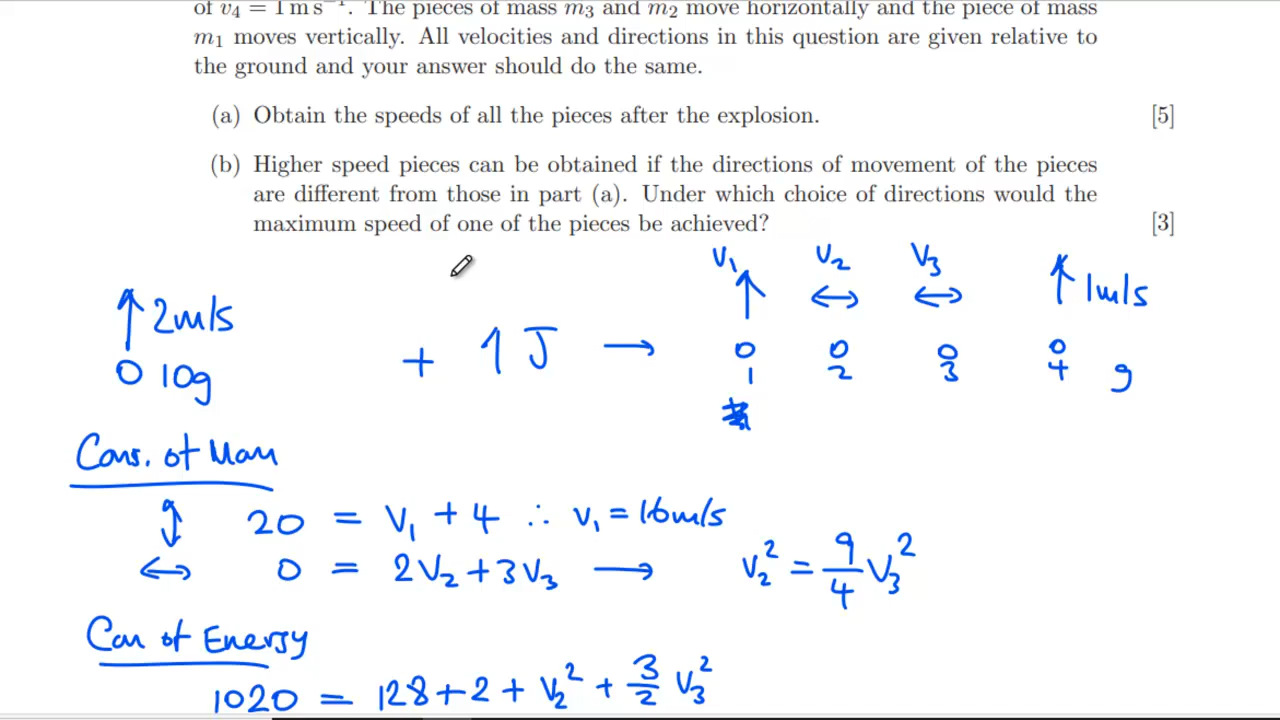 of v₄ = 1 m s⁻¹. The pieces of mass m₃ and m₂ move horizontally and the piece of mass
m₁ moves vertically. All velocities and directions in this question are given relative to
the ground and your answer should do the same.
(a) Obtain the speeds of all the pieces after the explosion. [5]
(b) Higher speed pieces can be obtained if the directions of movement of the pieces
are different from those in part (a). Under which choice of directions would the
maximum speed of one of the pieces be achieved? [3]
V₁ V₂ V₃
↑ 2m/s ↑ ↔ ↔ ↑ 1m/s
+ 1 J → 0 0 0 0
0 10g 1 2 3 4 g
Cons. of Mom
↕ 20 = V₁ + 4 ∴ V₁ = 16m/s
↔ 0 = 2V₂ + 3V₃ → V₂² = 9/4 V₃²
Con of Energy
1020 = 128 + 2 + V₂² + 3/2 V₃²